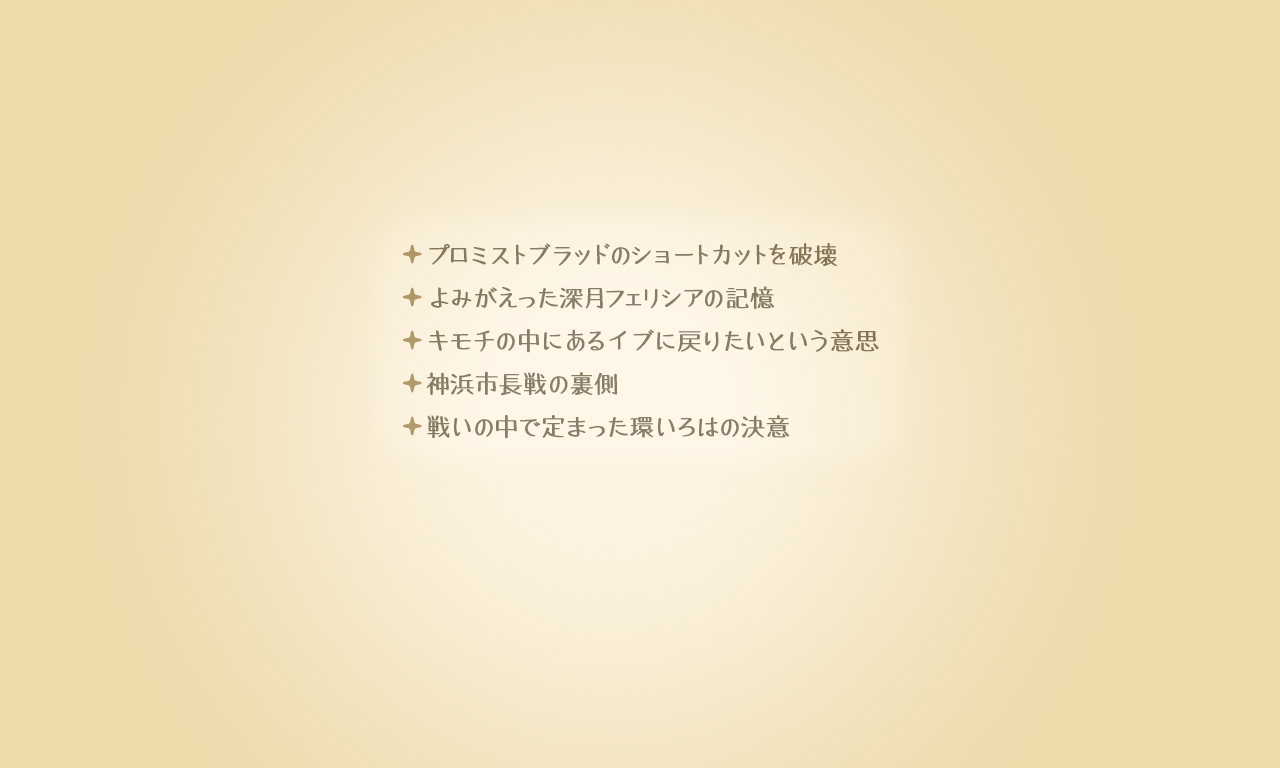 プロミストブラッドのショートカットを破壊
よみがえった深月フェリシアの記憶
キモチの中にあるイブに戻りたいという意思
神浜市長戦の裏側
戦いの中で定まった環いろはの決意